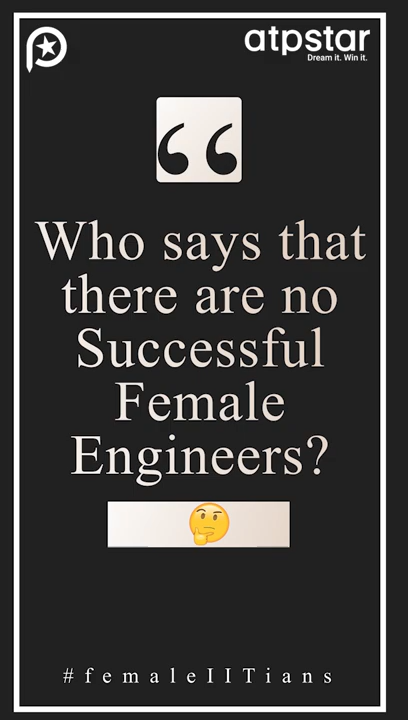 atpstar
Dream it. Win it.
“
Who says that
there are no
Successful
Female
Engineers?
🤔
#femaleIITians